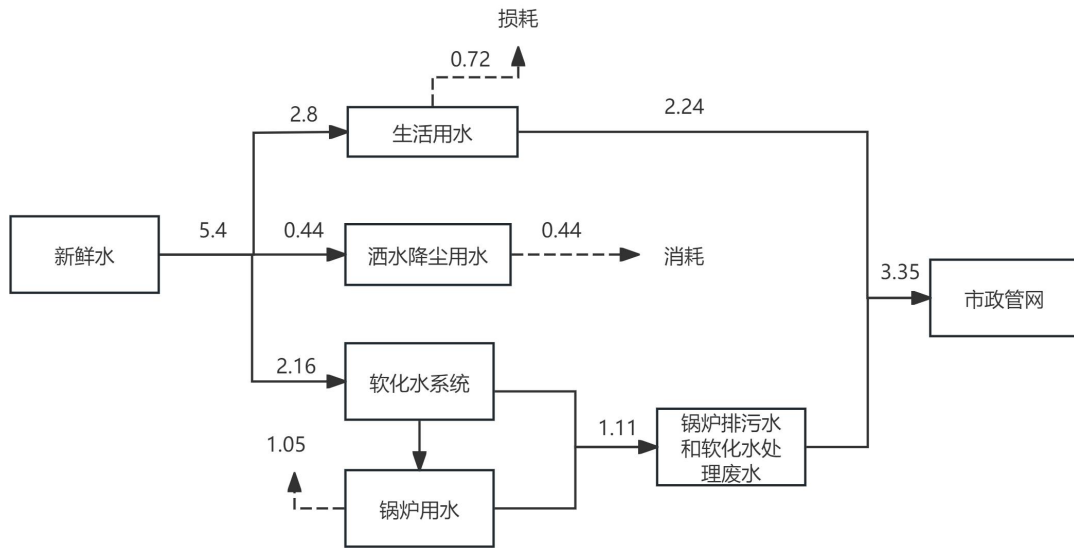 损耗
0.72
2.8
生活用水
2.24
新鲜水
5.4
0.44
洒水降尘用水
0.44
消耗
3.35
市政管网
2.16
软化水系统
1.05
锅炉用水
1.11
锅炉排污水
和软化水处
理废水